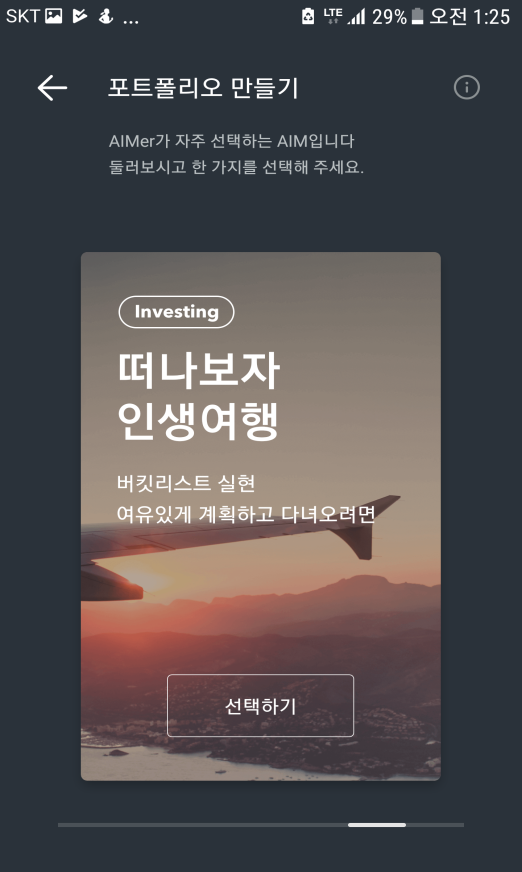 SKT ... LTE 29% 오전 1:25
포트폴리오 만들기
AIMer가 자주 선택하는 AIM입니다
둘러보시고 한 가지를 선택해 주세요.
Investing
떠나보자
인생여행
버킷리스트 실현
여유있게 계획하고 다녀오려면
선택하기